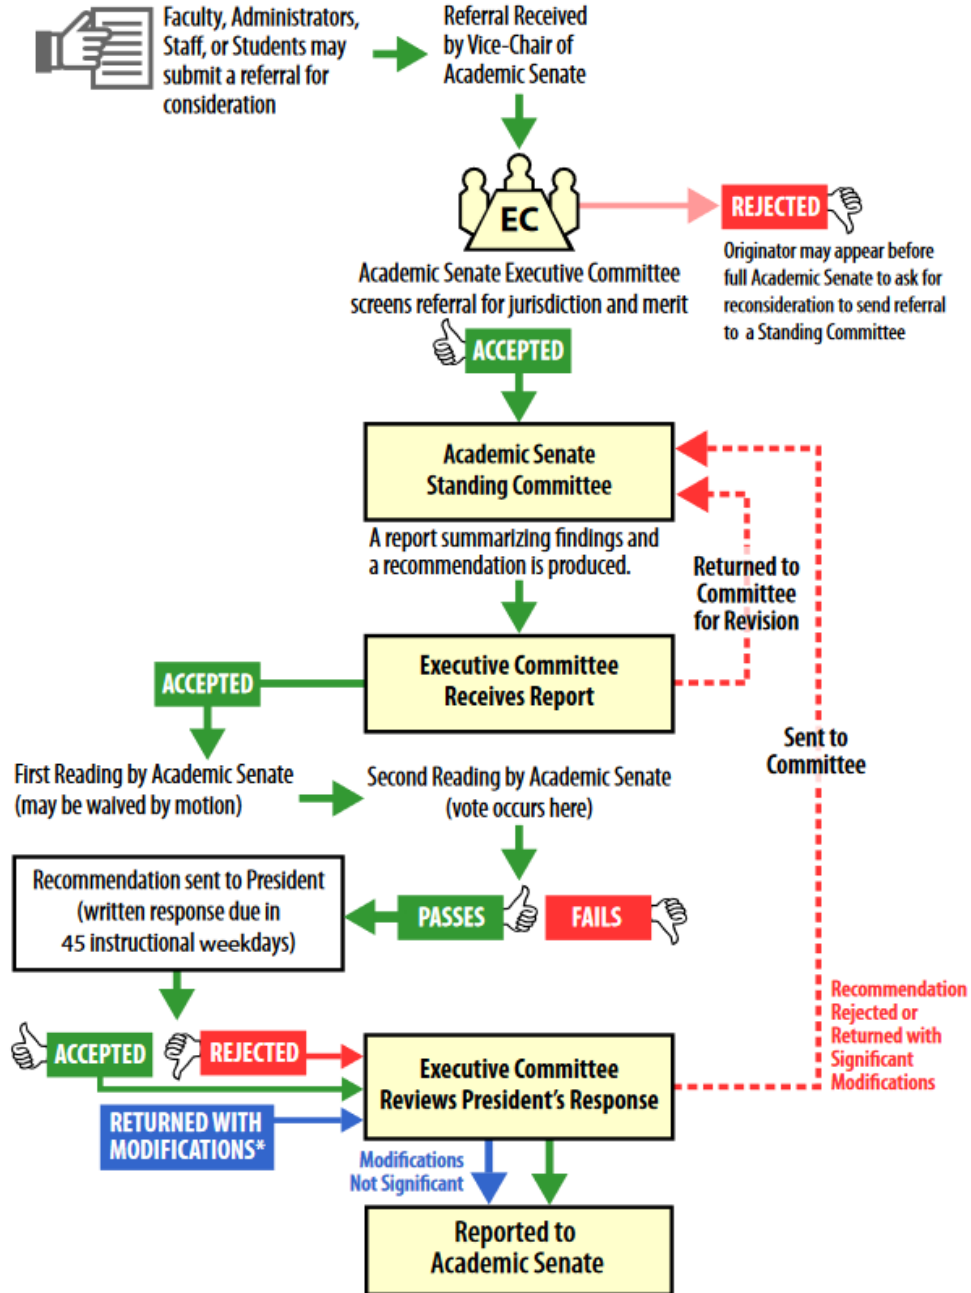 Faculty, Administrators,
Staff, or Students may
submit a referral for
consideration
Referral Received
by Vice-Chair of
Academic Senate
EC
REJECTED
Originator may appear before
full Academic Senate to ask for
reconsideration to send referral
to a Standing Committee
Academic Senate Executive Committee
screens referral for jurisdiction and merit
ACCEPTED
Academic Senate
Standing Committee
A report summarizing findings and
a recommendation is produced.
Returned to
Committee
for Revision
Executive Committee
Receives Report
ACCEPTED
Sent to
Committee
First Reading by Academic Senate
(may be waived by motion)
Second Reading by Academic Senate
(vote occurs here)
Recommendation sent to President
(written response due in
45 instructional weekdays)
PASSES
FAILS
Recommendation
Rejected or
Returned with
Significant
Modifications
ACCEPTED
REJECTED
RETURNED WITH
MODIFICATIONS*
Executive Committee
Reviews President's Response
Modifications
Not Significant
Reported to
Academic Senate